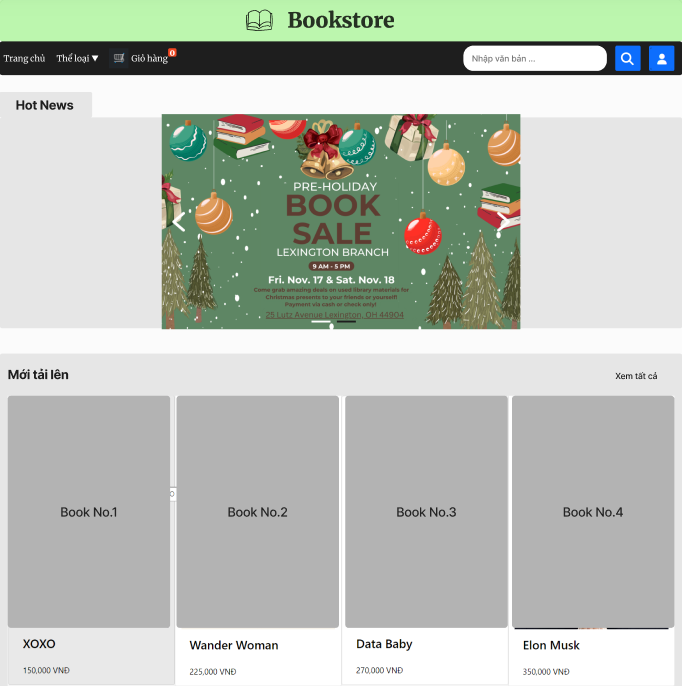 Bookstore
Trang chủ Thể loại ▼ Giỏ hàng 0 Nhập văn bản ...
Hot News
PRE-HOLIDAY
BOOK
SALE
LEXINGTON BRANCH
9 AM - 5 PM
Fri. Nov. 17 & Sat. Nov. 18
Come grab amazing deals on used library materials for
Christmas presents to your friends or yourself!
Payment via cash or check only!
25 Lutz Avenue Lexington, OH 44904
Mới tải lên Xem tất cả
Book No.1 Book No.2 Book No.3 Book No.4
XOXO Wander Woman Data Baby Elon Musk
150,000 VNĐ 225,000 VNĐ 270,000 VNĐ 350,000 VNĐ